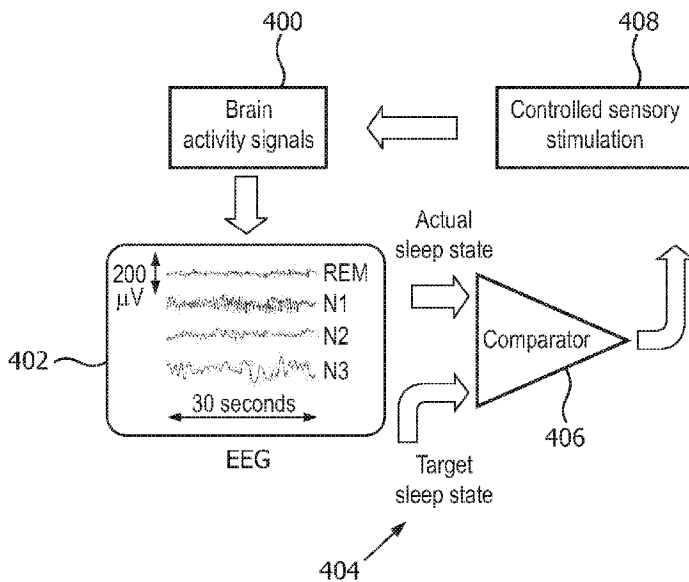 400
408
Brain
activity signals
Controlled sensory
stimulation
Actual
sleep state
200
μV
REM
N1
N2
N3
402
30 seconds
EEG
Comparator
406
Target
sleep state
404